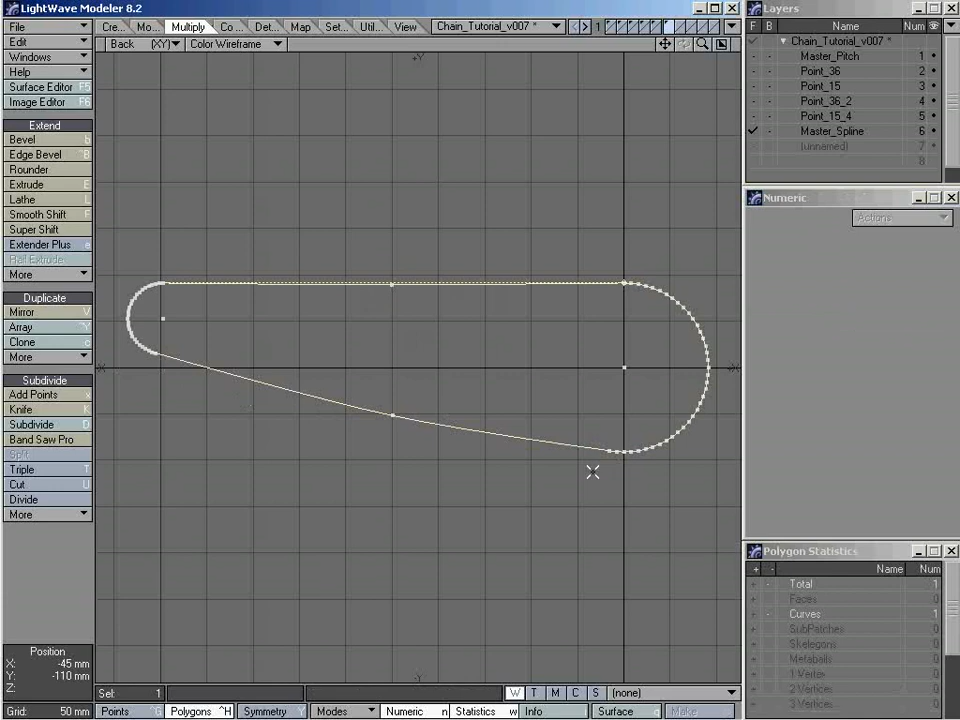 LightWave Modeler 8.2
File
Edit
Windows
Help
Surface Editor F5
Image Editor F6
Extend
Bevel b
Edge Bevel ^B
Rounder
Extrude E
Lathe L
Smooth Shift F
Super Shift
Extender Plus e
Rail Extrude
More
Duplicate
Mirror V
Array ^Y
Clone c
More
Subdivide
Add Points
Knife K
Subdivide D
Band Saw Pro
Split
Triple T
Cut U
Divide
More
Position
X: -45 mm
Y: -110 mm
Z:
Grid: 50 mm
Cre... Mo... Multiply Co... Det... Map Set... Util... View Chain_Tutorial_v007 * 1
Back (XY) Color Wireframe
+Y
-X
-Y
Sel: 1 W T M C S (none)
Points ^G Polygons ^H Symmetry Y Modes Numeric n Statistics w Info i Surface q Make
Layers
F B Name Num
Chain_Tutorial_v007 *
Master_Pitch 1
Point_36 2
Point_15 3
Point_36_2 4
Point_15_4 5
Master_Spline 6
(unnamed) 7
8
Numeric
Actions
Polygon Statistics
+ - Name Num
Total 1
Faces 0
Curves 1
SubPatches 0
Skelegons 0
Metaballs 0
1 Vertex 0
2 Vertices 0
3 Vertices 0